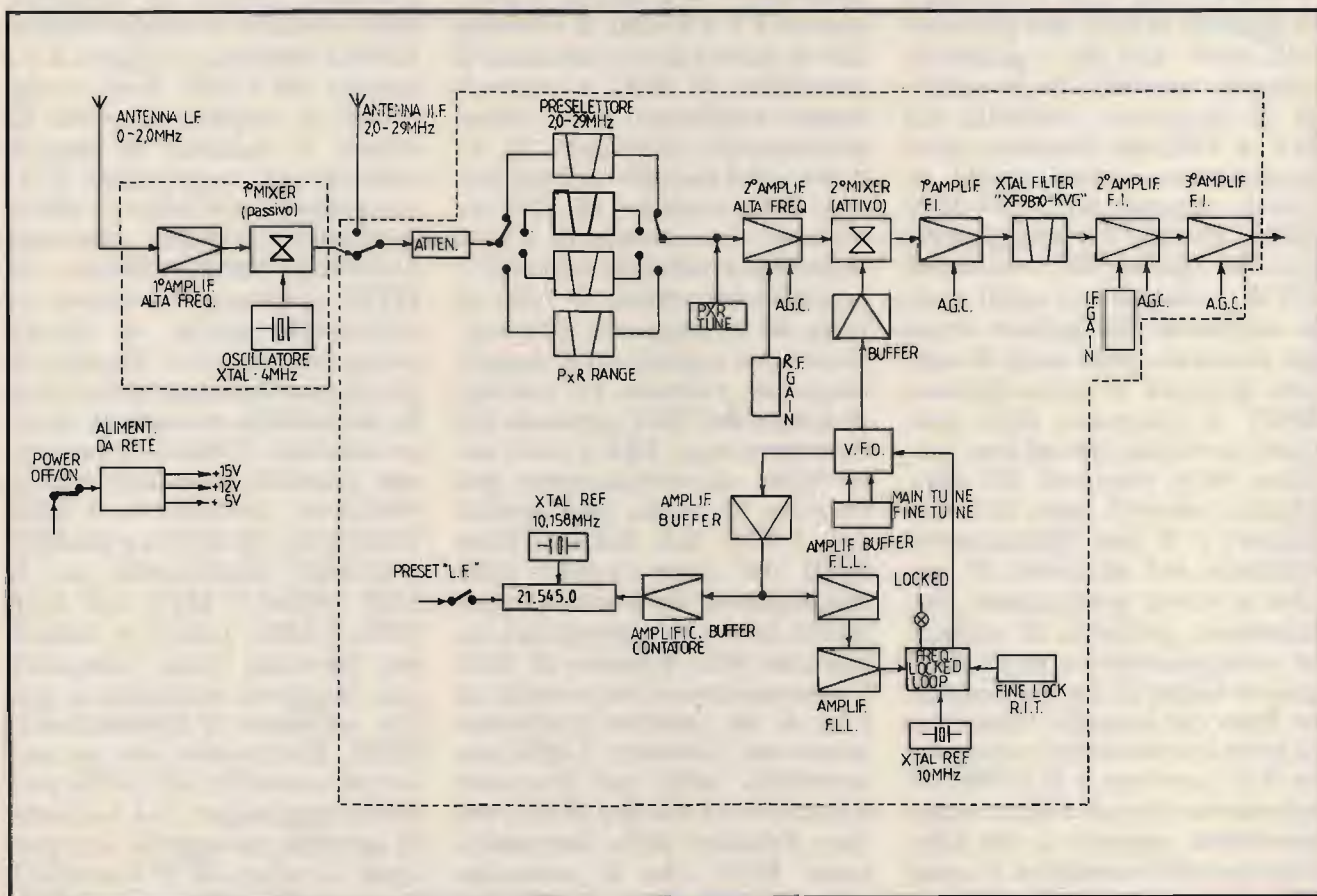 ANTENNA L.F.
0-2,0MHz
1°MIXER
(passivo)
1°AMPLIF.
ALTA FREQ.
OSCILLATORE
XTAL - 4MHz
ANTENNA H.F.
2,0-29MHz
ATTEN.
PRESELETTORE
2,0-29MHz
PxR RANGE
PXR
TUNE
2°AMPLIF.
ALTA FREQ
A.G.C.
R.F.
GAIN
2°MIXER
(ATTIVO)
BUFFER
1°AMPLIF.
F.I.
A.G.C.
XTAL FILTER
"XF9B10-KVG"
2°AMPLIF.
F.I.
I.F.
GAIN
A.G.C.
3°AMPLIF.
F.I.
A.G.C.
POWER
OFF/ON
ALIMENT.
DA RETE
+15V
+12V
+ 5V
V.F.O.
MAIN TUNE
FINE TUNE
AMPLIF.
BUFFER
XTAL REF.
10,158MHz
PRESET "L.F."
21.545.0
AMPLIFIC. BUFFER
CONTATORE
AMPLIF BUFFER
F.L.L.
AMPLIF.
F.L.L.
LOCKED
FREQ.
LOCKED
LOOP
FINE LOCK
R.I.T.
XTAL REF.
10MHz